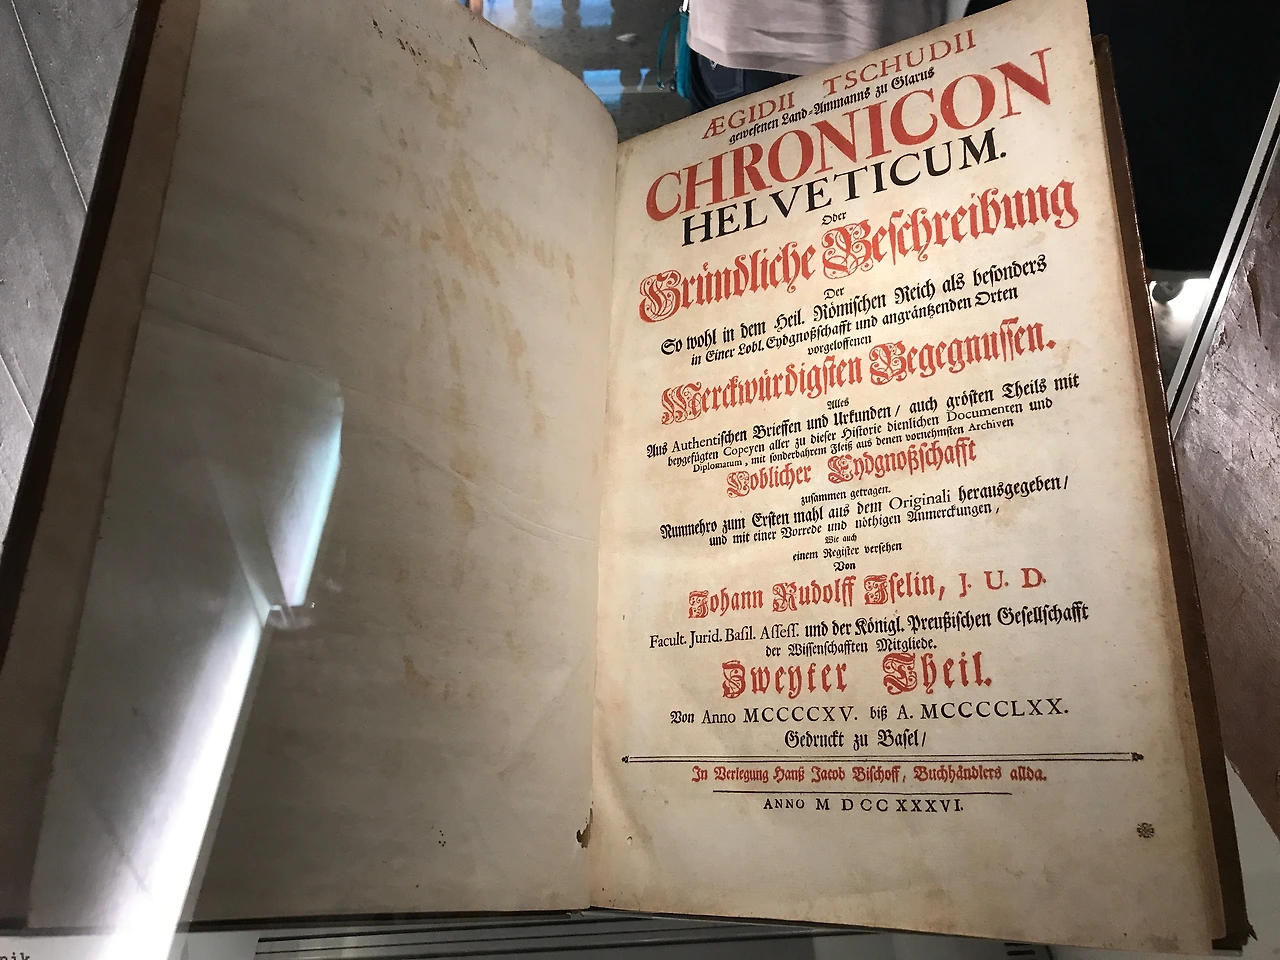 ÆGIDII TSCHUDII
gewesenen Land-Ammanns zu Glarus
CHRONICON
HELVETICUM.
Oder
Gründliche Beschreibung
Der
So wohl in dem Heil. Römischen Reich als besonders
in Einer Lobl. Eydgnoßschafft und angräntzenden Orten
vorgeloffenen
Merckwürdigsten Begegnussen.
Alles
Aus Authentischen Brieffen und Urkunden / auch grösten Theils mit
beygefügten Copeyen aller zu dieser Historie dienlichen Documenten und
Diplomatum, mit sonderbahrem Fleiß aus denen vornehmsten Archiven
Loblicher Eydgnoßschafft
zusammen getragen.
Nunmehro zum Ersten mahl aus dem Originali herausgegeben /
und mit einer Vorrede und nöthigen Anmerckungen,
Wie auch
einem Register versehen
Von
Johann Rudolff Iselin, J. U. D.
Facult. Jurid. Basil. Assess. und der Königl. Preußischen Gesellschafft
der Wissenschafften Mitgliede.
Zweyter Theil.
Von Anno MCCCCXV. biß A. MCCCCCLXX.
Gedruckt zu Basel /
In Verlegung Hanß Jacob Bischoff, Buchhändlers allda.
ANNO M D CC XXXVI.
nik